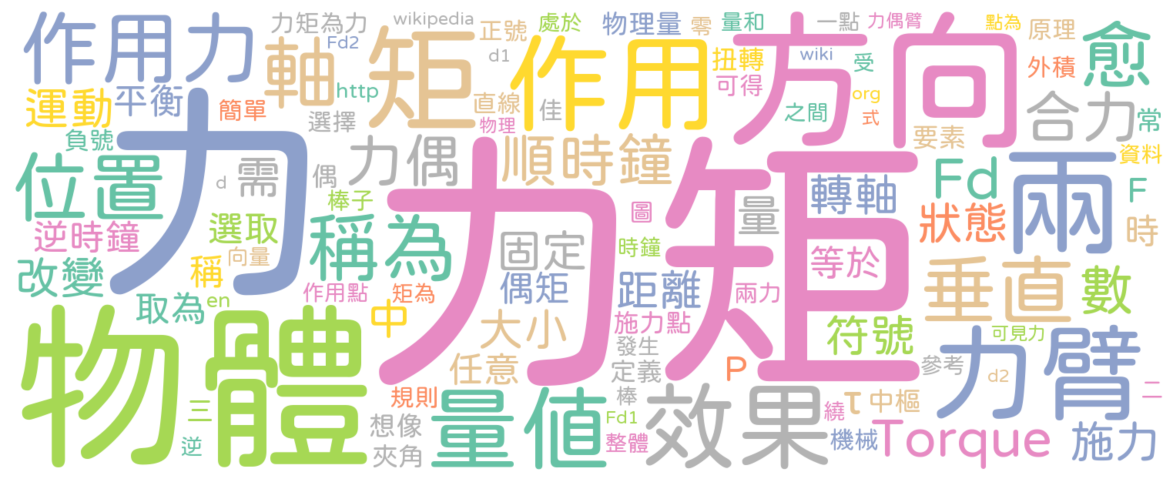 作用力
力矩為力
wikipedia
正號
處於
物理量
零
量和
一點
力偶臂
點為
原理
愈
Fd2
d1
軸
矩
作用
方向
扭轉
wiki
受
外積
運動
平衡
簡單
http
直線
佳
可得
之間
org
合力
常
選擇
物理
式
要素
負號
力
力偶
順時鐘
資料
位置
d
需
偶
棒子
力矩
圖
量
轉軸
Fd
兩
F
逆時鐘
選取
向量
稱為
固定
時鐘
等於
狀態
時
改變
稱
作用點
矩為
偶矩
距離
兩力
垂直
數
取為
en
中
大小
施力點
符號
可見力
物體
任意
發生
定義
P
參考
力臂
d2
三
規則
棒
τ
中樞
二
逆
想像
夾角
量值
Fd1
整體
效果
繞
機械
Torque
施力